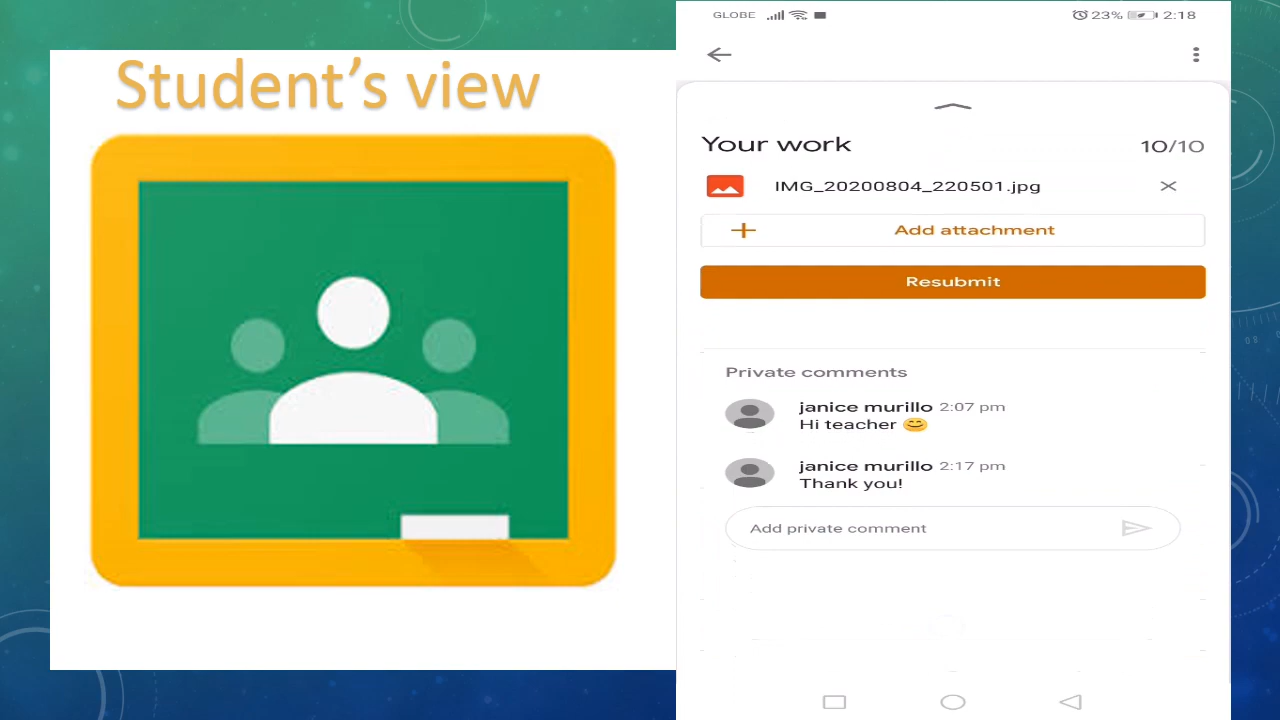 Student's view
GLOBE 23% 2:18
Your work 10/10
IMG_20200804_220501.jpg
Add attachment
Resubmit
Private comments
janice murillo 2:07 pm
Hi teacher 😊
janice murillo 2:17 pm
Thank you!
Add private comment